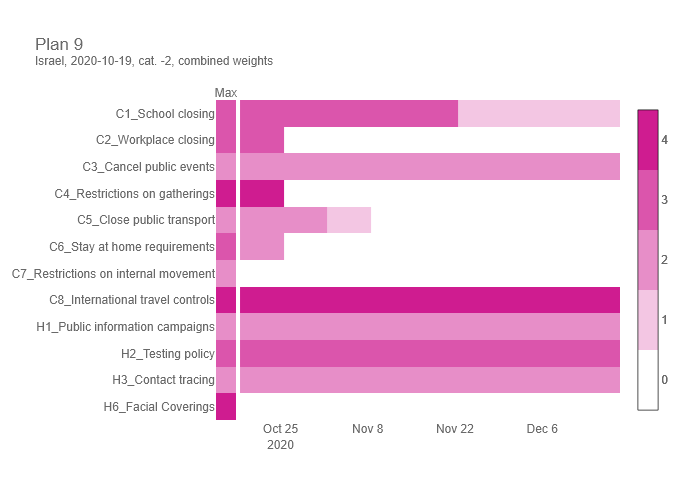 Plan 9
Israel, 2020-10-19, cat. -2, combined weights
Max
C1_School closing
C2_Workplace closing
C3_Cancel public events
C4_Restrictions on gatherings
C5_Close public transport
C6_Stay at home requirements
C7_Restrictions on internal movement
C8_International travel controls
H1_Public information campaigns
H2_Testing policy
H3_Contact tracing
H6_Facial Coverings
4
3
2
1
0
Oct 25 Nov 8 Nov 22 Dec 6
2020